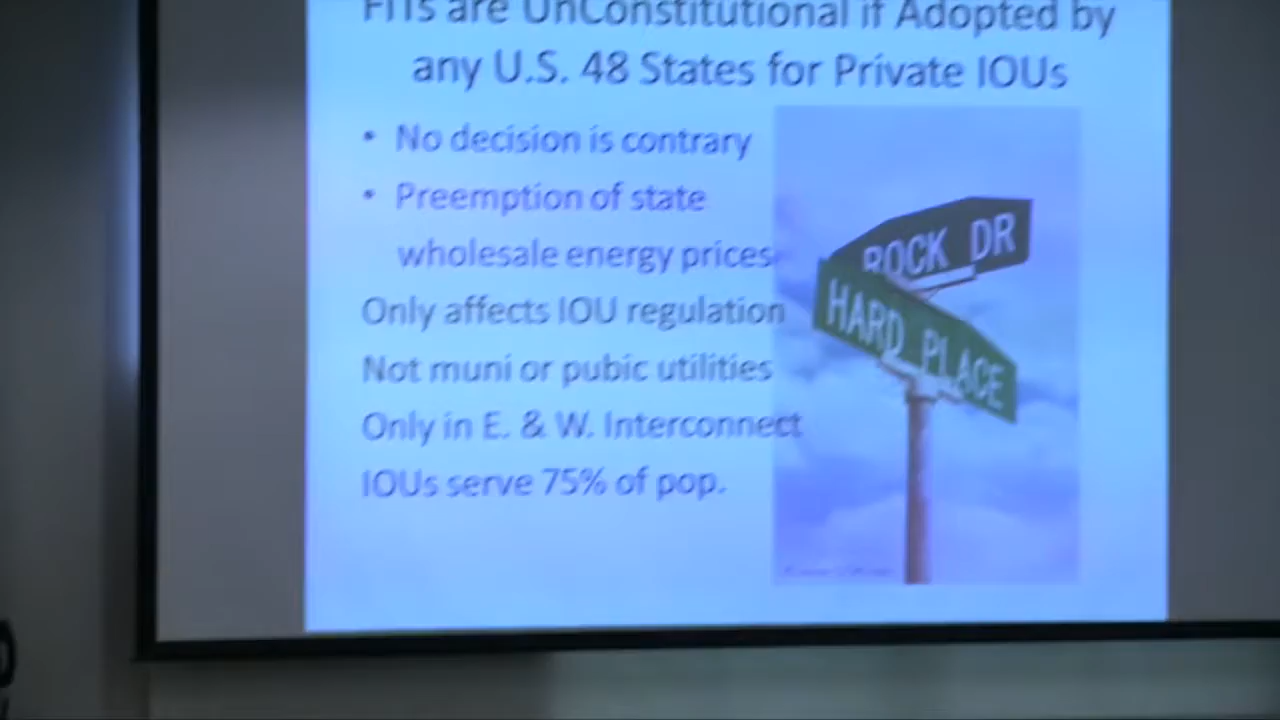 FITs are UnConstitutional if Adopted by
any U.S. 48 States for Private IOUs
• No decision is contrary
• Preemption of state
wholesale energy prices
Only affects IOU regulation
Not muni or pubic utilities
Only in E. & W. Interconnect
IOUs serve 75% of pop.
ROCK DR
HARD PLACE